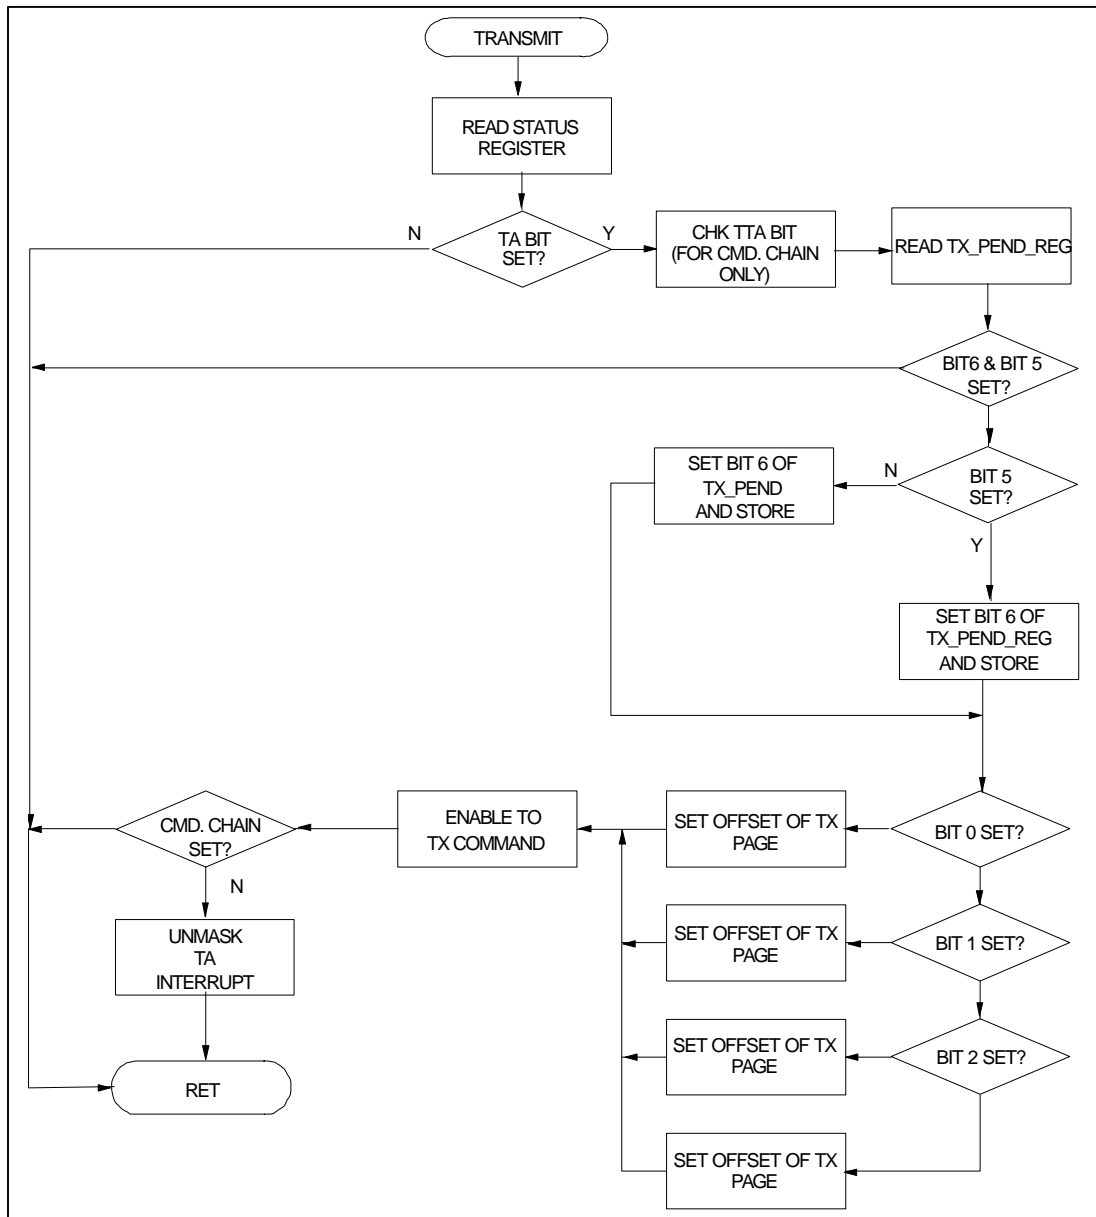 TRANSMIT
READ STATUS
REGISTER
N
TA BIT
SET?
Y
CHK TTA BIT
(FOR CMD. CHAIN
ONLY)
READ TX_PEND_REG
BIT6 & BIT 5
SET?
SET BIT 6 OF
TX_PEND
AND STORE
N
BIT 5
SET?
Y
SET BIT 6 OF
TX_PEND_REG
AND STORE
CMD. CHAIN
SET?
ENABLE TO
TX COMMAND
SET OFFSET OF TX
PAGE
BIT 0 SET?
N
UNMASK
TA
INTERRUPT
SET OFFSET OF TX
PAGE
BIT 1 SET?
SET OFFSET OF TX
PAGE
BIT 2 SET?
RET
SET OFFSET OF TX
PAGE